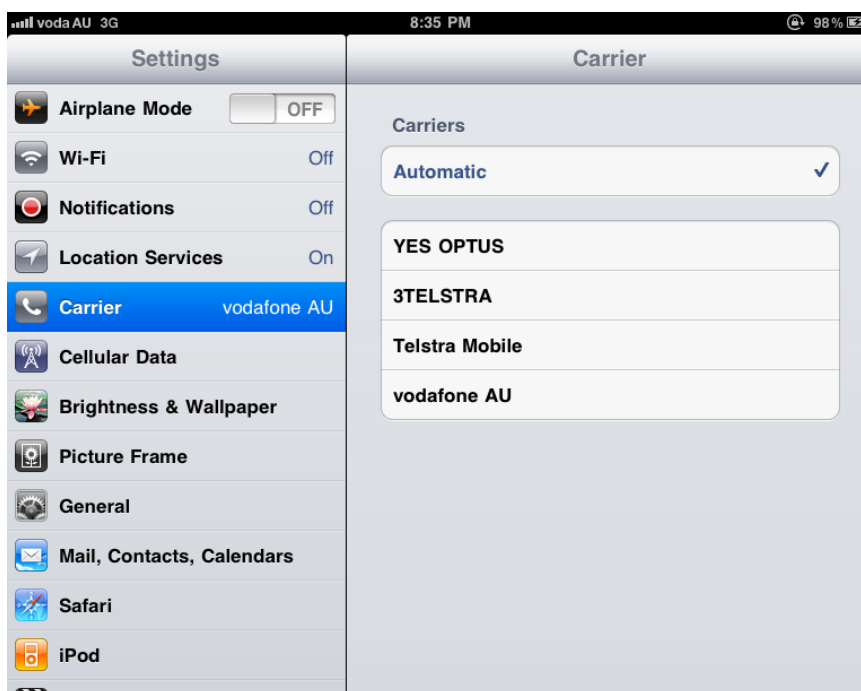 voda AU 3G 8:35 PM 98%
Settings
Carrier
Airplane Mode OFF
Wi-Fi Off
Notifications Off
Location Services On
Carrier vodafone AU
Cellular Data
Brightness & Wallpaper
Picture Frame
General
Mail, Contacts, Calendars
Safari
iPod
Carriers
Automatic
YES OPTUS
3TELSTRA
Telstra Mobile
vodafone AU